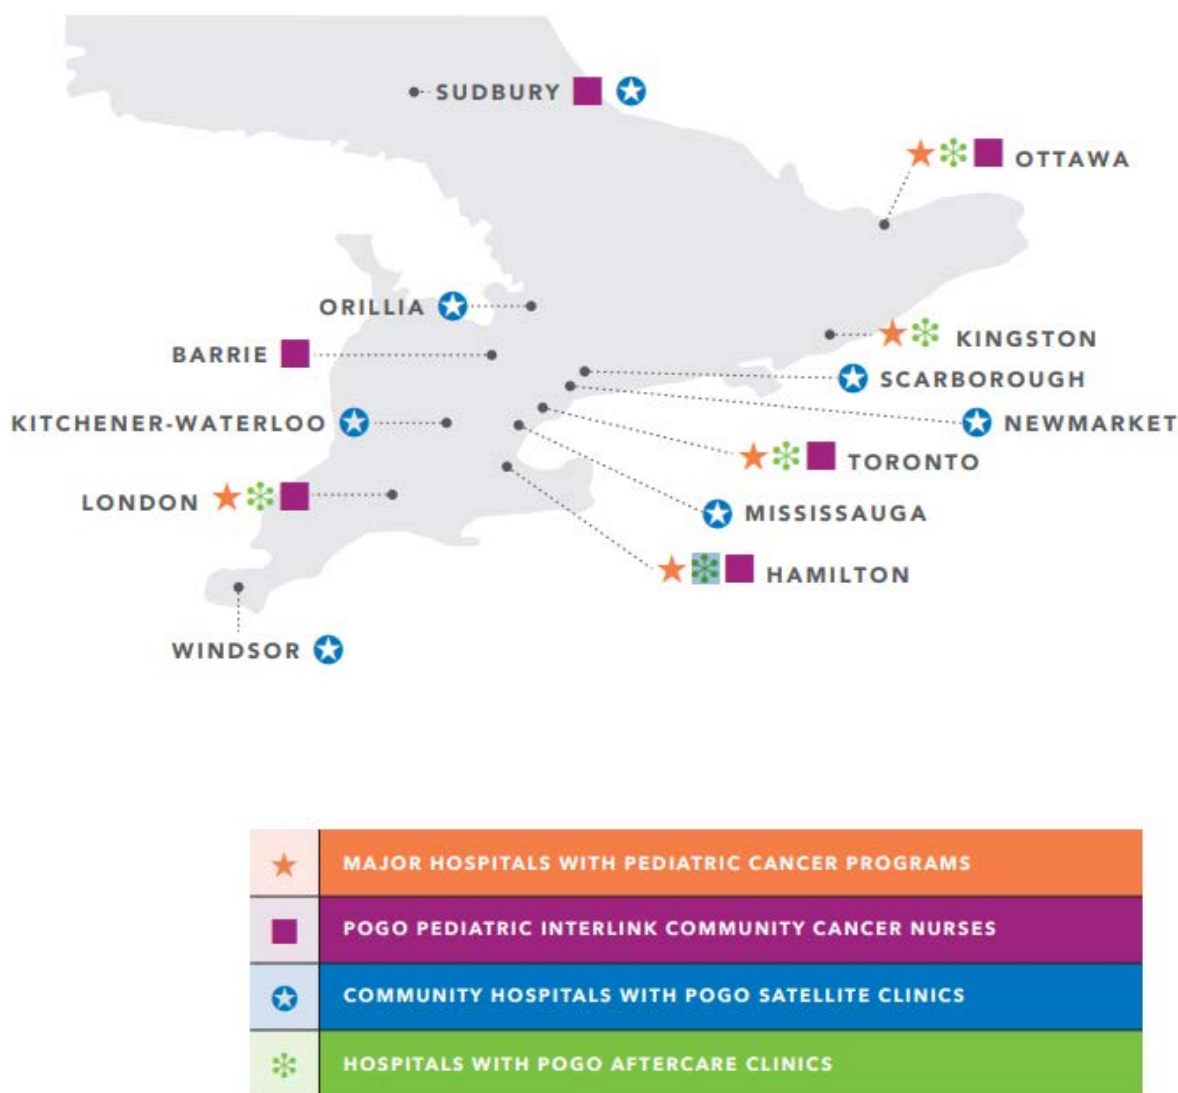 SUDBURY
OTTAWA
ORILLIA
KINGSTON
BARRIE
SCARBOROUGH
KITCHENER-WATERLOO
NEWMARKET
TORONTO
LONDON
MISSISSAUGA
HAMILTON
WINDSOR
MAJOR HOSPITALS WITH PEDIATRIC CANCER PROGRAMS
POGO PEDIATRIC INTERLINK COMMUNITY CANCER NURSES
COMMUNITY HOSPITALS WITH POGO SATELLITE CLINICS
HOSPITALS WITH POGO AFTERCARE CLINICS